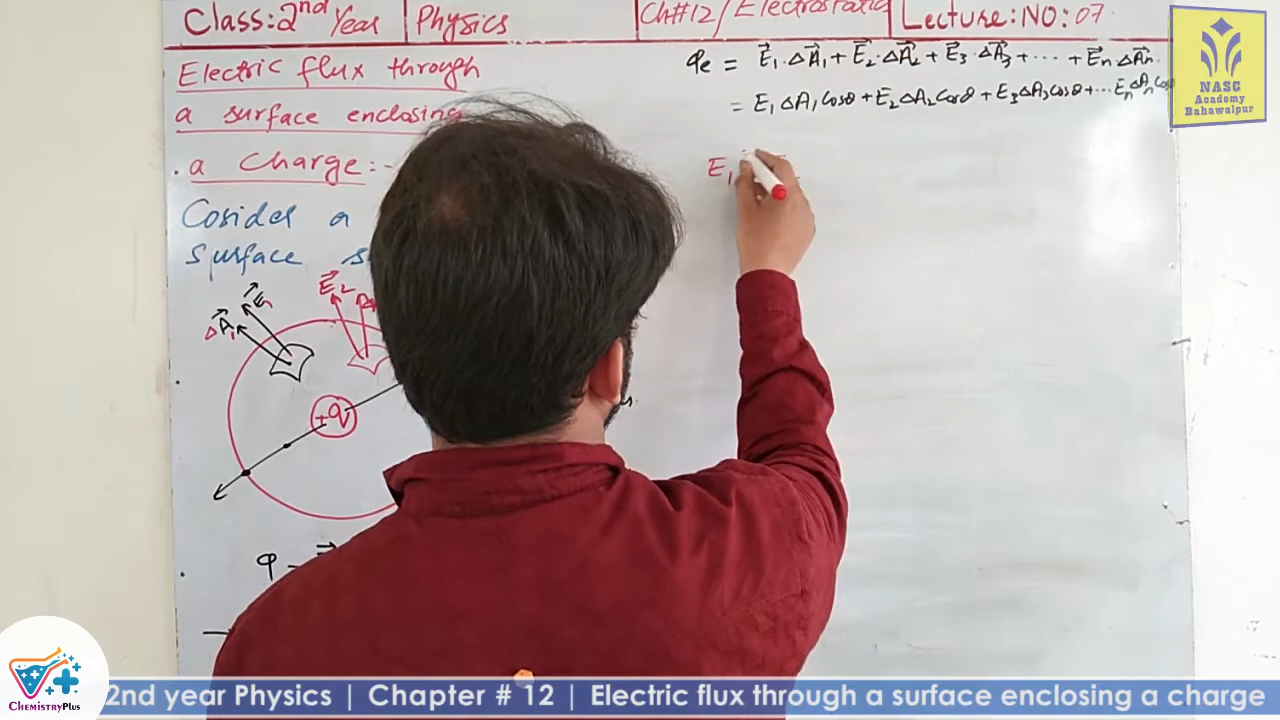 Class: 2nd Year | Physics | Ch#12/Electrostatic | Lecture: NO: 07.
Electric flux through
a surface enclosing
a Charge:-
Cosider a
Surface
φe = E⃗₁·ΔA⃗₁ + E⃗₂·ΔA⃗₂ + E⃗₃·ΔA⃗₃ + ··· + E⃗n·ΔA⃗n.
= E₁ΔA₁Cosθ + E₂ΔA₂Cosθ + E₃ΔA₃Cosθ + ··· EnΔAnCosθ
E₁
E⃗₁
ΔA⃗₁
E⃗₂
+q
φ =
NASC
Academy
Bahawalpur
ChemistryPlus
2nd year Physics | Chapter # 12 | Electric flux through a surface enclosing a charge